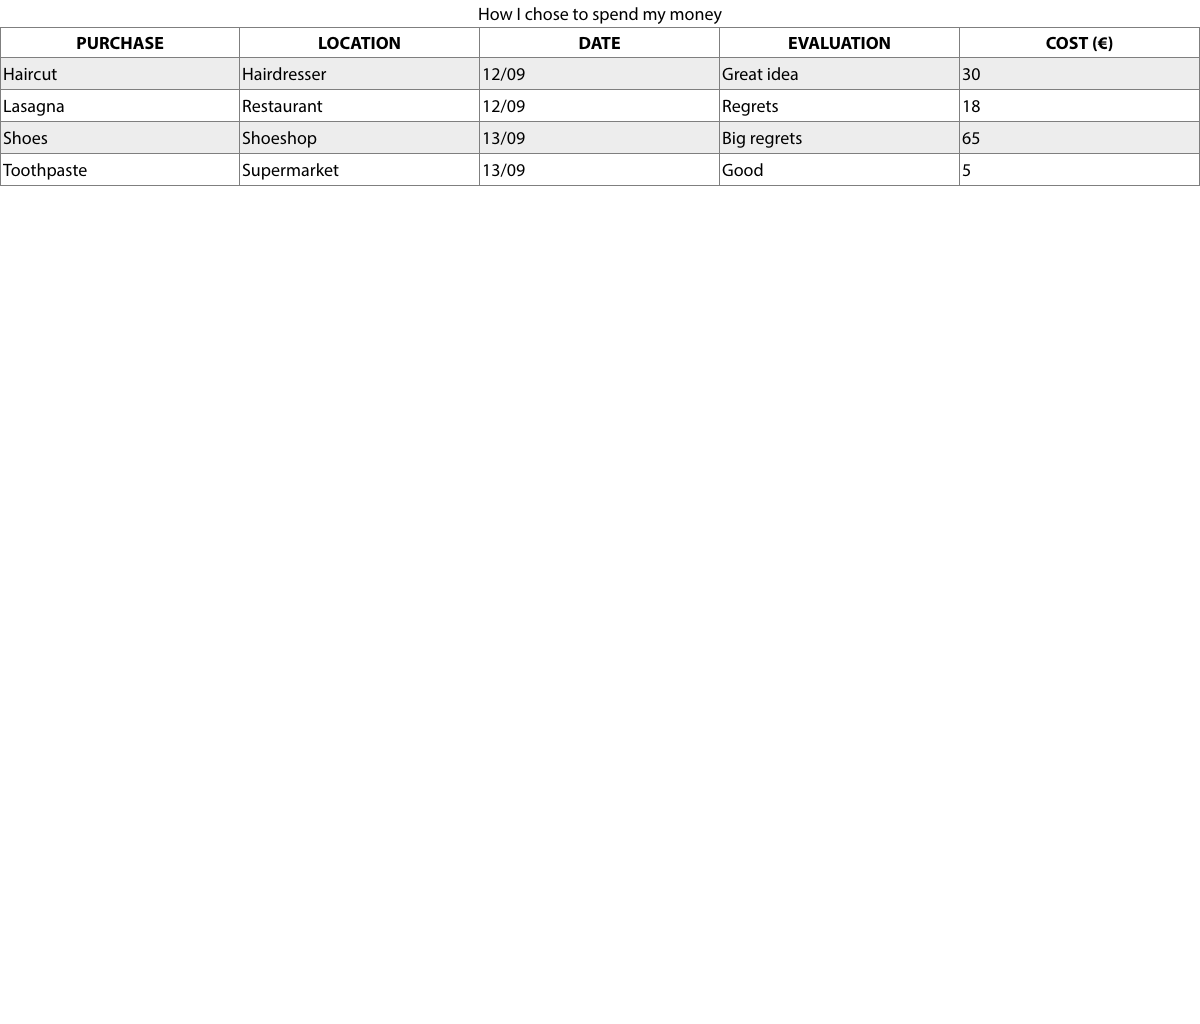 How I chose to spend my money
PURCHASE LOCATION DATE EVALUATION COST (€)
Haircut Hairdresser 12/09 Great idea 30
Lasagna Restaurant 12/09 Regrets 18
Shoes Shoeshop 13/09 Big regrets 65
Toothpaste Supermarket 13/09 Good 5